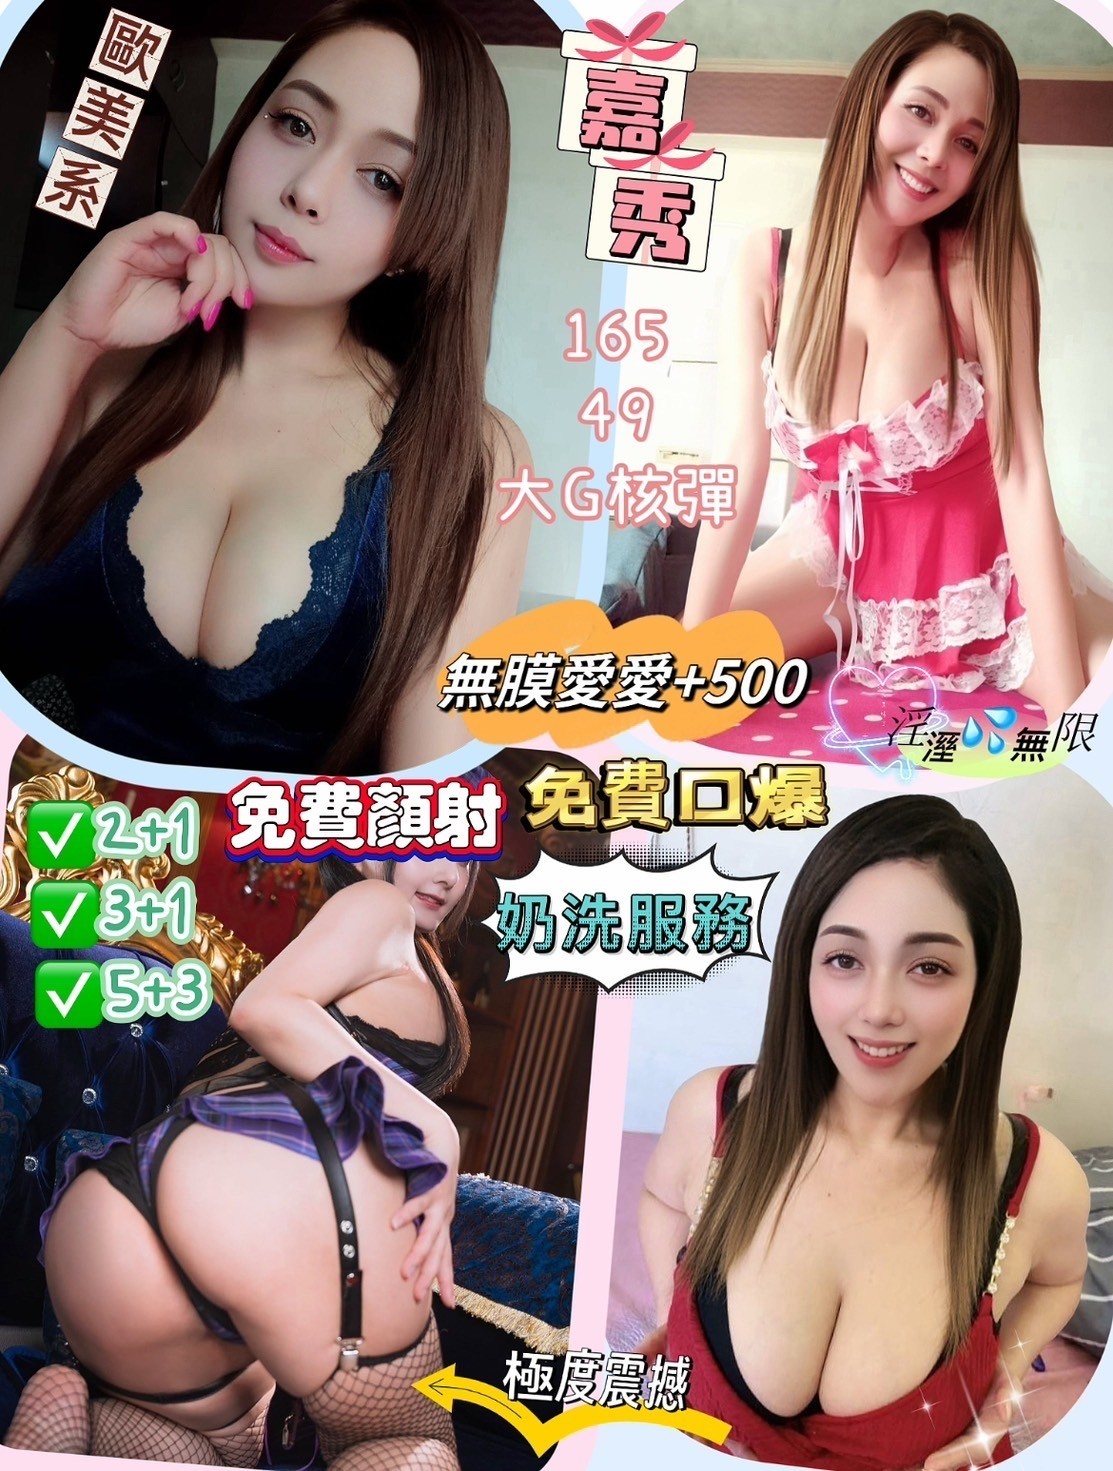 歐美系
嘉秀
165
49
大G核彈
無膜愛愛+500
淫溼💦無限
✅2+1
✅3+1
✅5+3
免費顏射
免費口爆
奶洗服務
極度震撼